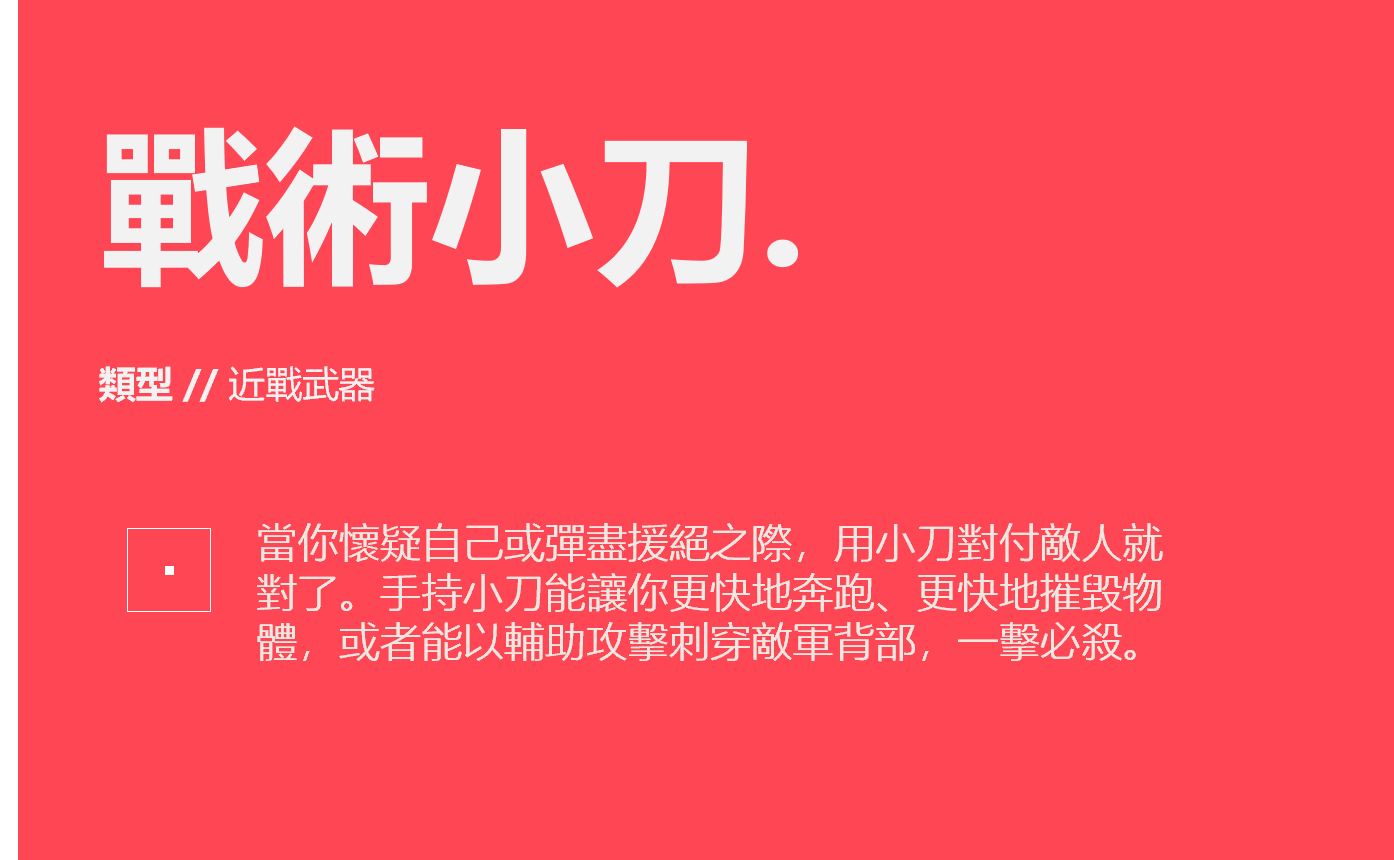 戰術小刀.
類型 // 近戰武器
當你懷疑自己或彈盡援絕之際，用小刀對付敵人就
對了。手持小刀能讓你更快地奔跑、更快地摧毀物
體，或者能以輔助攻擊刺穿敵軍背部，一擊必殺。